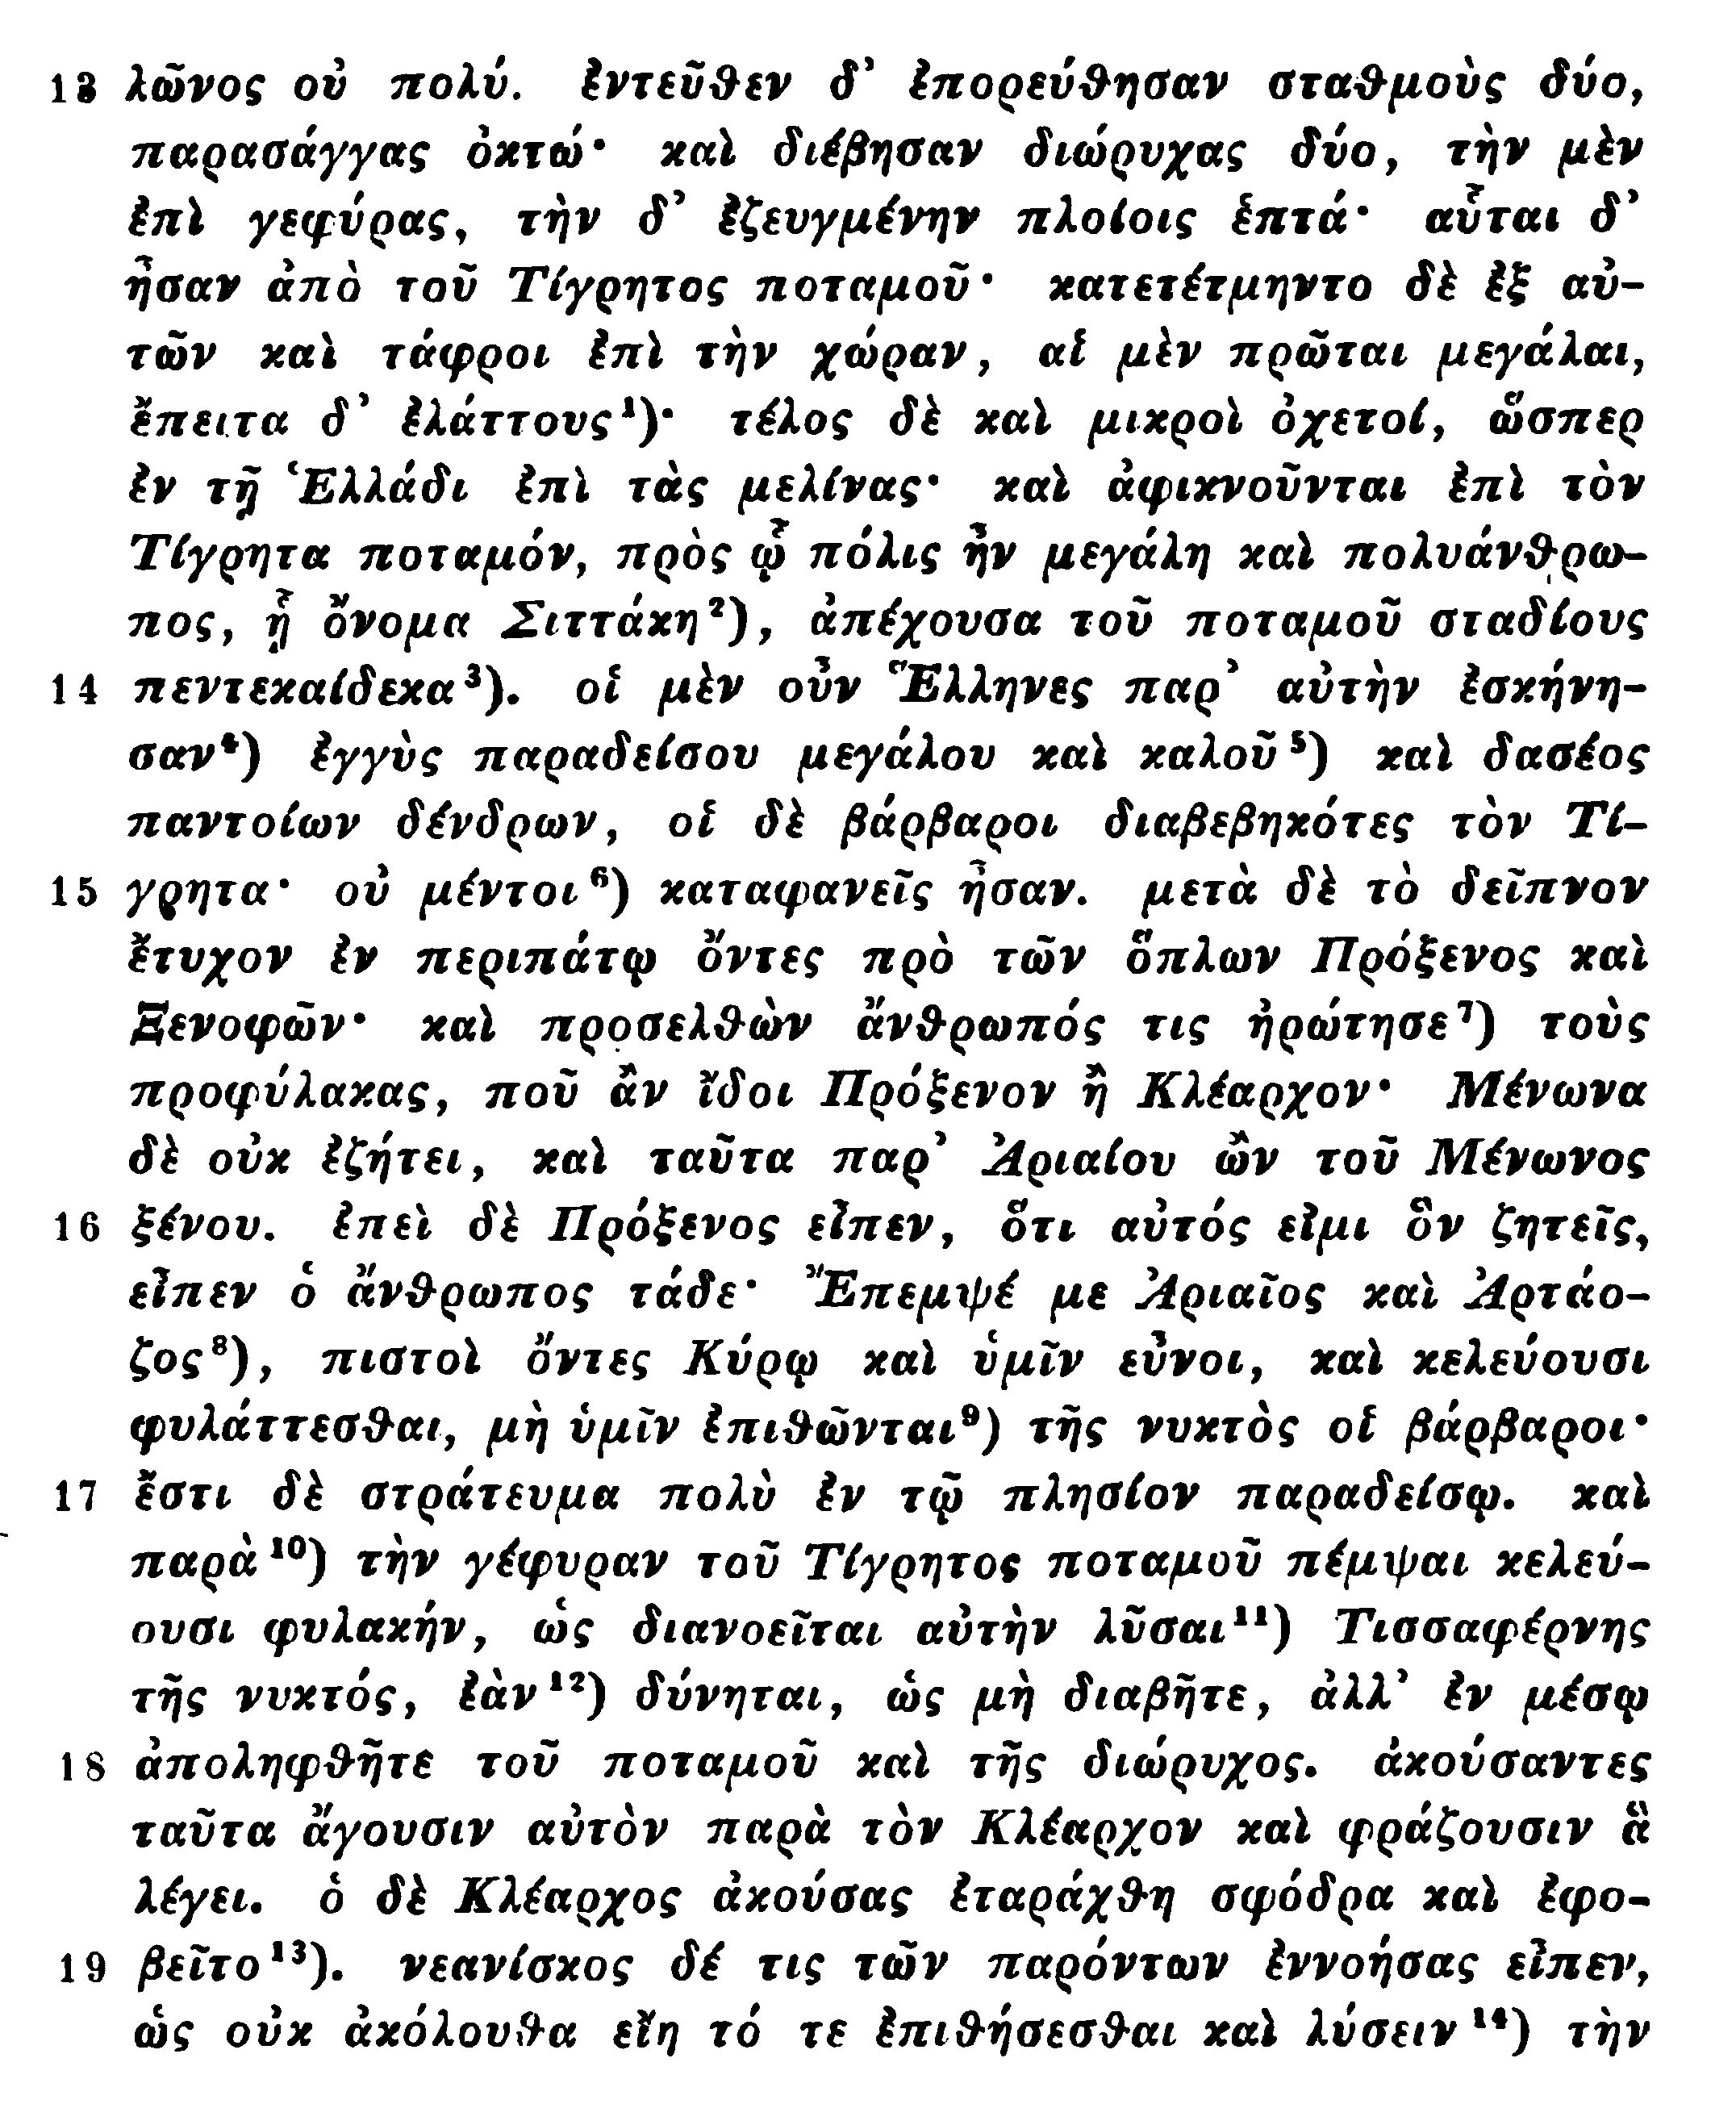 13 λῶνος οὐ πολύ. ἐντεῦθεν δ’ ἐπορεύθησαν σταθμοὺς δύο,
παρασάγγας ὀκτώ· καὶ διέβησαν διώρυχας δύο, τὴν μὲν
ἐπὶ γεφύρας, τὴν δ’ ἐζευγμένην πλοίοις ἑπτά· αὗται δ’
ἦσαν ἀπὸ τοῦ Τίγρητος ποταμοῦ· κατετέτμηντο δὲ ἐξ αὐ-
τῶν καὶ τάφροι ἐπὶ τὴν χώραν, αἱ μὲν πρῶται μεγάλαι,
ἔπειτα δ’ ἐλάττους¹)· τέλος δὲ καὶ μικροὶ ὀχετοί, ὥσπερ
ἐν τῇ Ἑλλάδι ἐπὶ τὰς μελίνας· καὶ ἀφικνοῦνται ἐπὶ τὸν
Τίγρητα ποταμόν, πρὸς ᾧ πόλις ἦν μεγάλη καὶ πολυάνθρω-
πος, ᾗ ὄνομα Σιττάκη²), ἀπέχουσα τοῦ ποταμοῦ σταδίους
14 πεντεκαίδεκα³). οἱ μὲν οὖν Ἕλληνες παρ’ αὐτὴν ἐσκήνη-
σαν⁴) ἐγγὺς παραδείσου μεγάλου καὶ καλοῦ⁵) καὶ δασέος
παντοίων δένδρων, οἱ δὲ βάρβαροι διαβεβηκότες τὸν Τί-
15 γρητα· οὐ μέντοι⁶) καταφανεῖς ἦσαν. μετὰ δὲ τὸ δεῖπνον
ἔτυχον ἐν περιπάτῳ ὄντες πρὸ τῶν ὅπλων Πρόξενος καὶ
Ξενοφῶν· καὶ προσελθὼν ἄνθρωπός τις ἠρώτησε⁷) τοὺς
προφύλακας, ποῦ ἂν ἴδοι Πρόξενον ἢ Κλέαρχον· Μένωνα
δὲ οὐκ ἐζήτει, καὶ ταῦτα παρ’ Ἀριαίου ὢν τοῦ Μένωνος
16 ξένου. ἐπεὶ δὲ Πρόξενος εἶπεν, ὅτι αὐτός εἰμι ὃν ζητεῖς,
εἶπεν ὁ ἄνθρωπος τάδε· Ἔπεμψέ με Ἀριαῖος καὶ Ἀρτάο-
ζος⁸), πιστοὶ ὄντες Κύρῳ καὶ ὑμῖν εὖνοι, καὶ κελεύουσι
φυλάττεσθαι, μὴ ὑμῖν ἐπιθῶνται⁹) τῆς νυκτὸς οἱ βάρβαροι·
17 ἔστι δὲ στράτευμα πολὺ ἐν τῷ πλησίον παραδείσῳ. καὶ
παρὰ¹⁰) τὴν γέφυραν τοῦ Τίγρητος ποταμοῦ πέμψαι κελεύ-
ουσι φυλακήν, ὡς διανοεῖται αὐτὴν λῦσαι¹¹) Τισσαφέρνης
τῆς νυκτός, ἐὰν¹²) δύνηται, ὡς μὴ διαβῆτε, ἀλλ’ ἐν μέσῳ
18 ἀποληφθῆτε τοῦ ποταμοῦ καὶ τῆς διώρυχος. ἀκούσαντες
ταῦτα ἄγουσιν αὐτὸν παρὰ τὸν Κλέαρχον καὶ φράζουσιν ἃ
λέγει. ὁ δὲ Κλέαρχος ἀκούσας ἐταράχθη σφόδρα καὶ ἐφο-
19 βεῖτο¹³). νεανίσκος δέ τις τῶν παρόντων ἐννοήσας εἶπεν,
ὡς οὐκ ἀκόλουθα εἴη τό τε ἐπιθήσεσθαι καὶ λύσειν¹⁴) τὴν